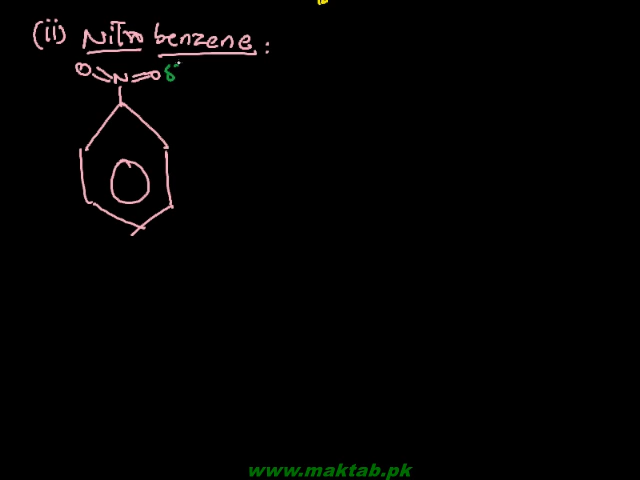 (ii) Nitro benzene :
O N O δ⁻
www.maktab.pk